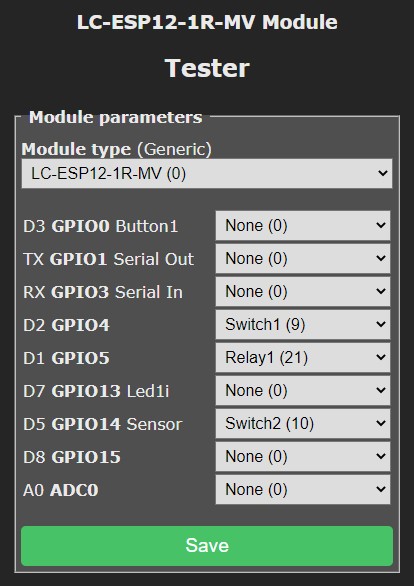 LC-ESP12-1R-MV Module
Tester
Module parameters
Module type (Generic)
LC-ESP12-1R-MV (0)
D3 GPIO0 Button1 None (0)
TX GPIO1 Serial Out None (0)
RX GPIO3 Serial In None (0)
D2 GPIO4 Switch1 (9)
D1 GPIO5 Relay1 (21)
D7 GPIO13 Led1i None (0)
D5 GPIO14 Sensor Switch2 (10)
D8 GPIO15 None (0)
A0 ADC0 None (0)
Save